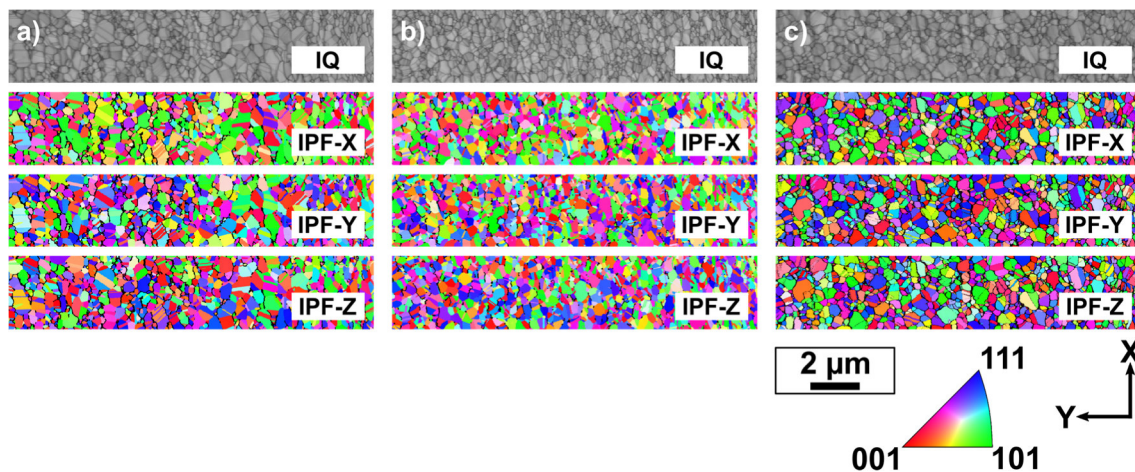 a) b) c)
IQ IQ IQ
IPF-X IPF-X IPF-X
IPF-Y IPF-Y IPF-Y
IPF-Z IPF-Z IPF-Z
2 µm
111
X
Y
001 101